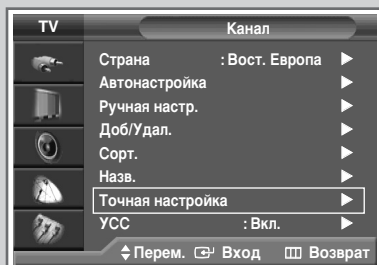 TV
Канал
Страна : Вост. Европа
Автонастройка
Ручная настр.
Доб/Удал.
Сорт.
Назв.
Точная настройка
УСС : Вкл.
Перем. Вход Возврат